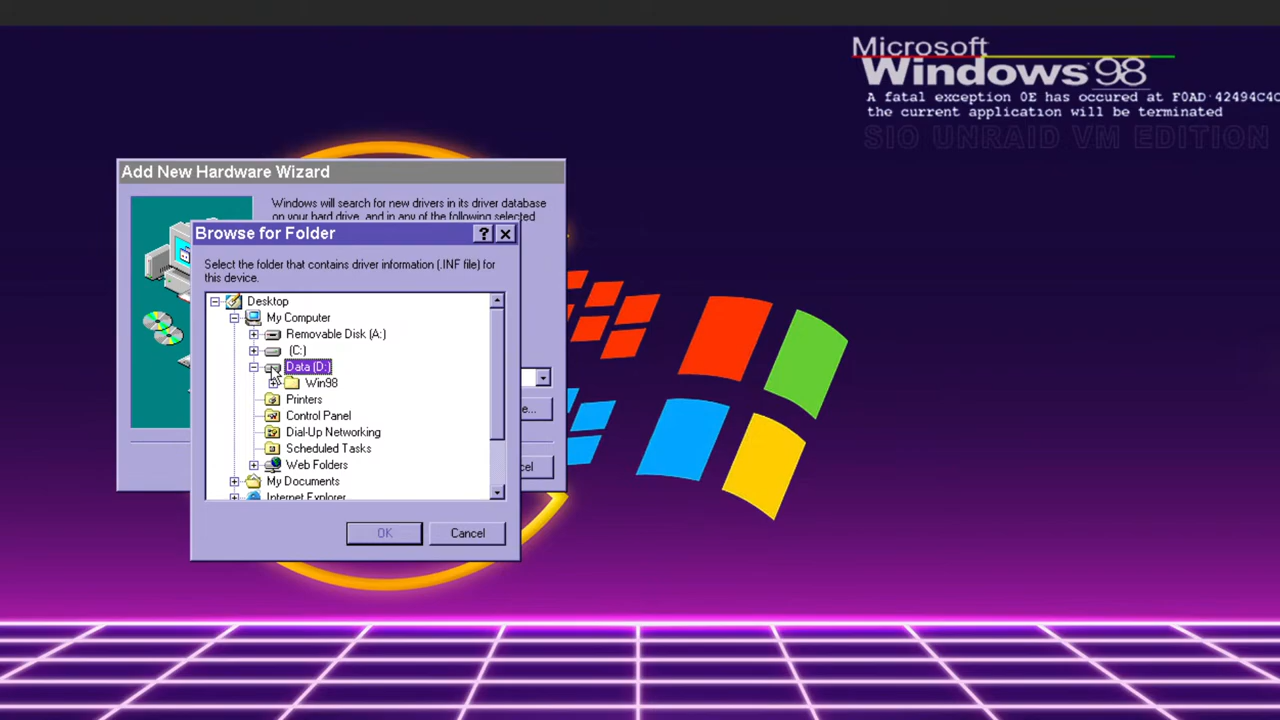 Microsoft
Windows 98
A fatal exception 0E has occured at F0AD:42494C4C
the current application will be terminated
SIO UNRAID VM EDITION
Add New Hardware Wizard
Windows will search for new drivers in its driver database
on your hard drive, and in any of the following selected
Browse for Folder
Select the folder that contains driver information (.INF file) for
this device.
Desktop
My Computer
Removable Disk (A:)
(C:)
Data (D:)
Win98
Printers
Control Panel
Dial-Up Networking
Scheduled Tasks
Web Folders
My Documents
Internet Explorer
e...
cel
OK
Cancel